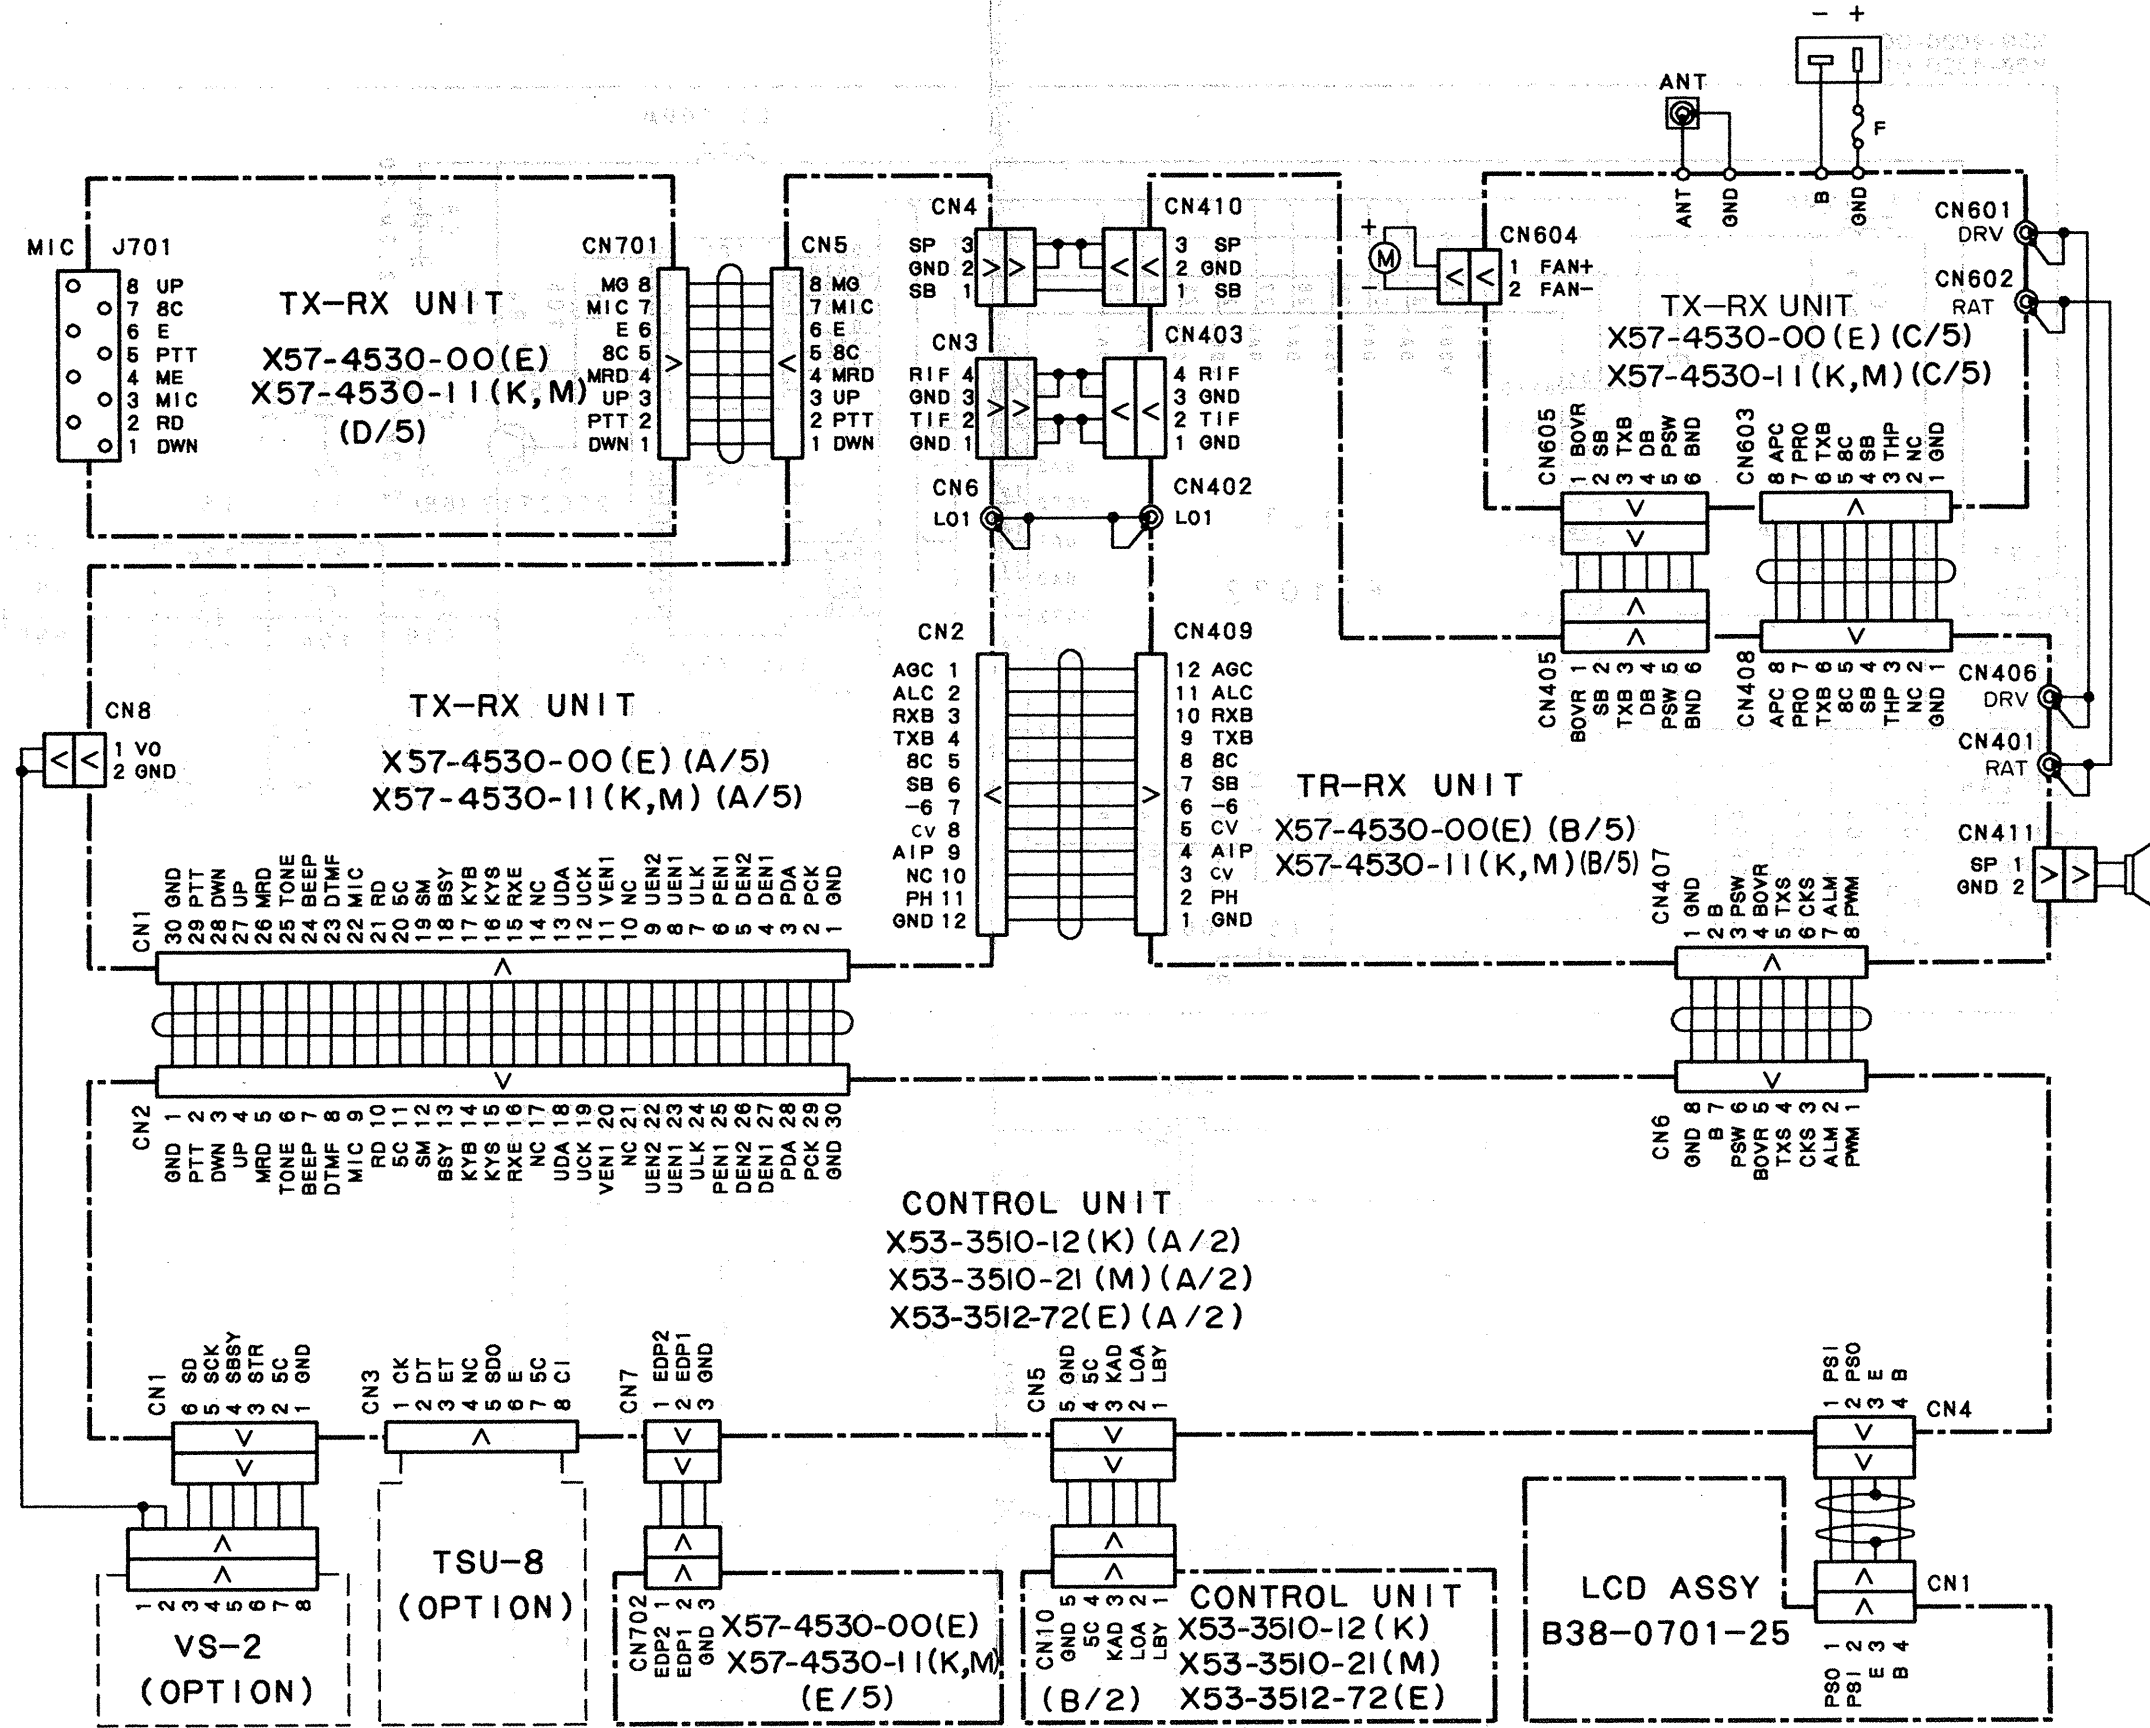 − +
ANT
F
ANT
GND
B
GND
MIC J701
8 UP
7 8C
6 E
5 PTT
4 ME
3 MIC
2 RD
1 DWN
TX-RX UNIT
X57-4530-00(E)
X57-4530-11(K,M)
(D/5)
CN701
MG 8
MIC 7
E 6
8C 5
MRD 4
UP 3
PTT 2
DWN 1
CN5
8 MG
7 MIC
6 E
5 8C
4 MRD
3 UP
2 PTT
1 DWN
CN4
SP 3
GND 2
SB 1
CN410
3 SP
2 GND
1 SB
CN3
RIF 4
GND 3
TIF 2
GND 1
CN403
4 RIF
3 GND
2 TIF
1 GND
CN6
LO1
CN402
LO1
+
M
−
CN604
1 FAN+
2 FAN-
CN601
DRV
CN602
RAT
TX-RX UNIT
X57-4530-00(E)(C/5)
X57-4530-11(K,M)(C/5)
CN605
1 BOVR
2 SB
3 TXB
4 DB
5 PSW
6 BND
CN603
8 APC
7 PRO
6 TXB
5 8C
4 SB
3 THP
2 NC
1 GND
CN405
BOVR 1
SB 2
TXB 3
DB 4
PSW 5
BND 6
CN408
APC 8
PRO 7
TXB 6
8C 5
SB 4
THP 3
NC 2
GND 1
CN406
DRV
CN401
RAT
CN411
SP 1
GND 2
CN8
1 VO
2 GND
TX-RX UNIT
X57-4530-00(E)(A/5)
X57-4530-11(K,M)(A/5)
CN2
AGC 1
ALC 2
RXB 3
TXB 4
8C 5
SB 6
-6 7
CV 8
AIP 9
NC 10
PH 11
GND 12
CN409
12 AGC
11 ALC
10 RXB
9 TXB
8 8C
7 SB
6 -6
5 CV
4 AIP
3 CV
2 PH
1 GND
TR-RX UNIT
X57-4530-00(E)(B/5)
X57-4530-11(K,M)(B/5)
CN407
1 GND
2 B
3 PSW
4 BOVR
5 TXS
6 CKS
7 ALM
8 PWM
CN1
30 GND
29 PTT
28 DWN
27 UP
26 MRD
25 TONE
24 BEEP
23 DTMF
22 MIC
21 RD
20 5C
19 SM
18 BSY
17 KYB
16 KYS
15 RXE
14 NC
13 UDA
12 UCK
11 VEN1
10 NC
9 UEN2
8 UEN1
7 ULK
6 PEN1
5 DEN2
4 DEN1
3 PDA
2 PCK
1 GND
CN2
GND 1
PTT 2
DWN 3
UP 4
MRD 5
TONE 6
BEEP 7
DTMF 8
MIC 9
RD 10
5C 11
SM 12
BSY 13
KYB 14
KYS 15
RXE 16
NC 17
UDA 18
UCK 19
VEN1 20
NC 21
UEN2 22
UEN1 23
ULK 24
PEN1 25
DEN2 26
DEN1 27
PDA 28
PCK 29
GND 30
CN6
GND 8
B 7
PSW 6
BOVR 5
TXS 4
CKS 3
ALM 2
PWM 1
CONTROL UNIT
X53-3510-12(K)(A/2)
X53-3510-21(M)(A/2)
X53-3512-72(E)(A/2)
CN1
6 SD
5 SCK
4 SBSY
3 STR
2 5C
1 GND
CN3
1 CK
2 DT
3 ET
4 NC
5 SDO
6 E
7 5C
8 CI
CN7
1 EDP2
2 EDP1
3 GND
CN5
5 GND
4 5C
3 KAD
2 LOA
1 LBY
1 PSI
2 PSO
3 E
4 B
CN4
1 2 3 4 5 6 7 8
VS-2
(OPTION)
TSU-8
(OPTION)
CN702
EDP2 1
EDP1 2
GND 3
X57-4530-00(E)
X57-4530-11(K,M)
(E/5)
CN10
GND 5
5C 4
KAD 3
LOA 2
LBY 1
(B/2)
CONTROL UNIT
X53-3510-12(K)
X53-3510-21(M)
X53-3512-72(E)
LCD ASSY
B38-0701-25
CN1
PSO 1
PSI 2
E 3
B 4